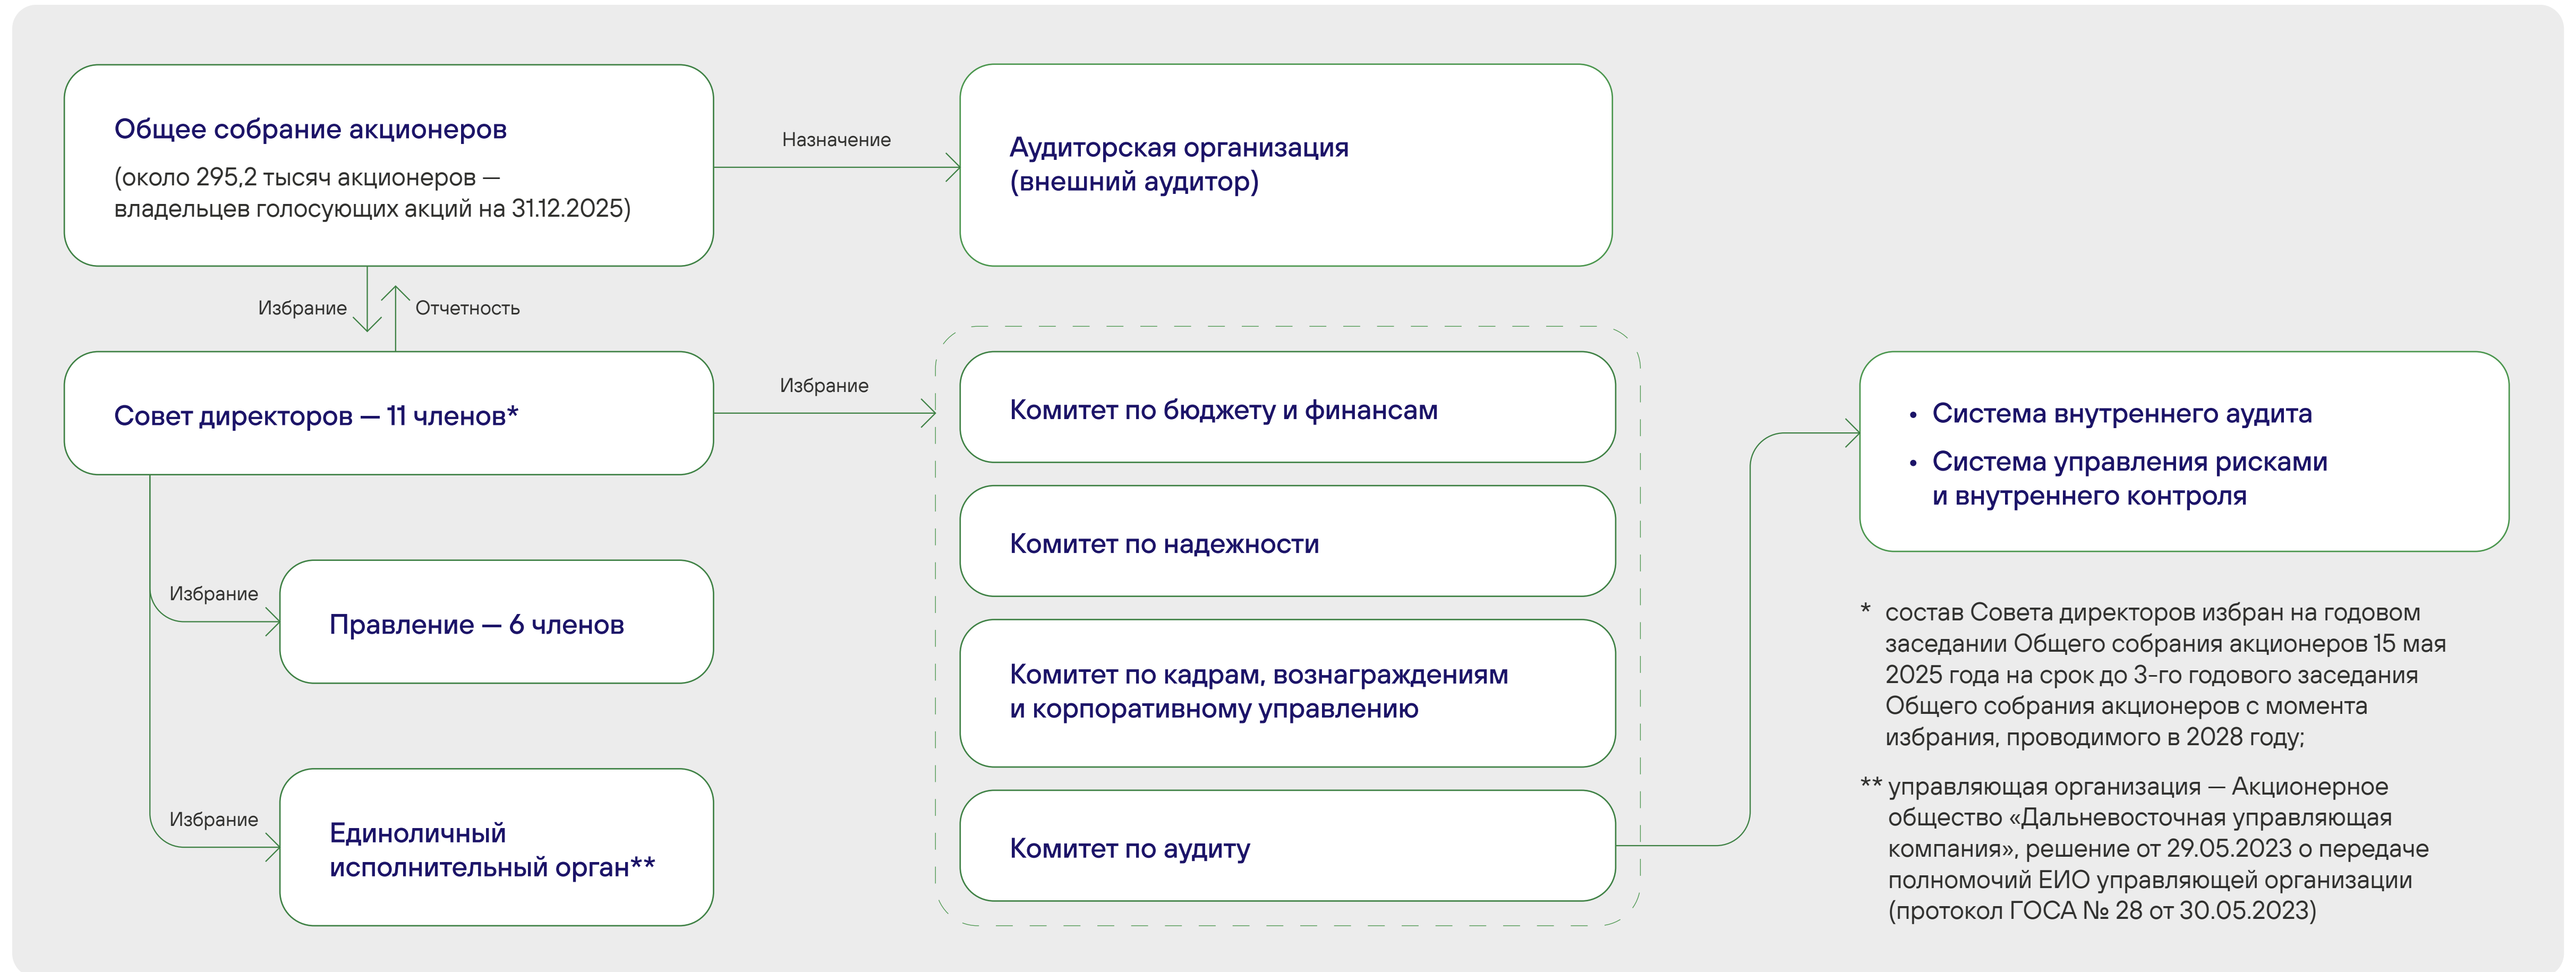 Общее собрание акционеров
(около 295,2 тысяч акционеров —
владельцев голосующих акций на 31.12.2025)
Назначение
Аудиторская организация
(внешний аудитор)
Избрание
Отчетность
Совет директоров — 11 членов*
Избрание
Комитет по бюджету и финансам
Комитет по надежности
Комитет по кадрам, вознаграждениям
и корпоративному управлению
Комитет по аудиту
• Система внутреннего аудита
• Система управления рисками
и внутреннего контроля
Избрание
Правление — 6 членов
Избрание
Единоличный
исполнительный орган**
* состав Совета директоров избран на годовом
заседании Общего собрания акционеров 15 мая
2025 года на срок до 3-го годового заседания
Общего собрания акционеров с момента
избрания, проводимого в 2028 году;
** управляющая организация — Акционерное
общество «Дальневосточная управляющая
компания», решение от 29.05.2023 о передаче
полномочий ЕИО управляющей организации
(протокол ГОСА № 28 от 30.05.2023)